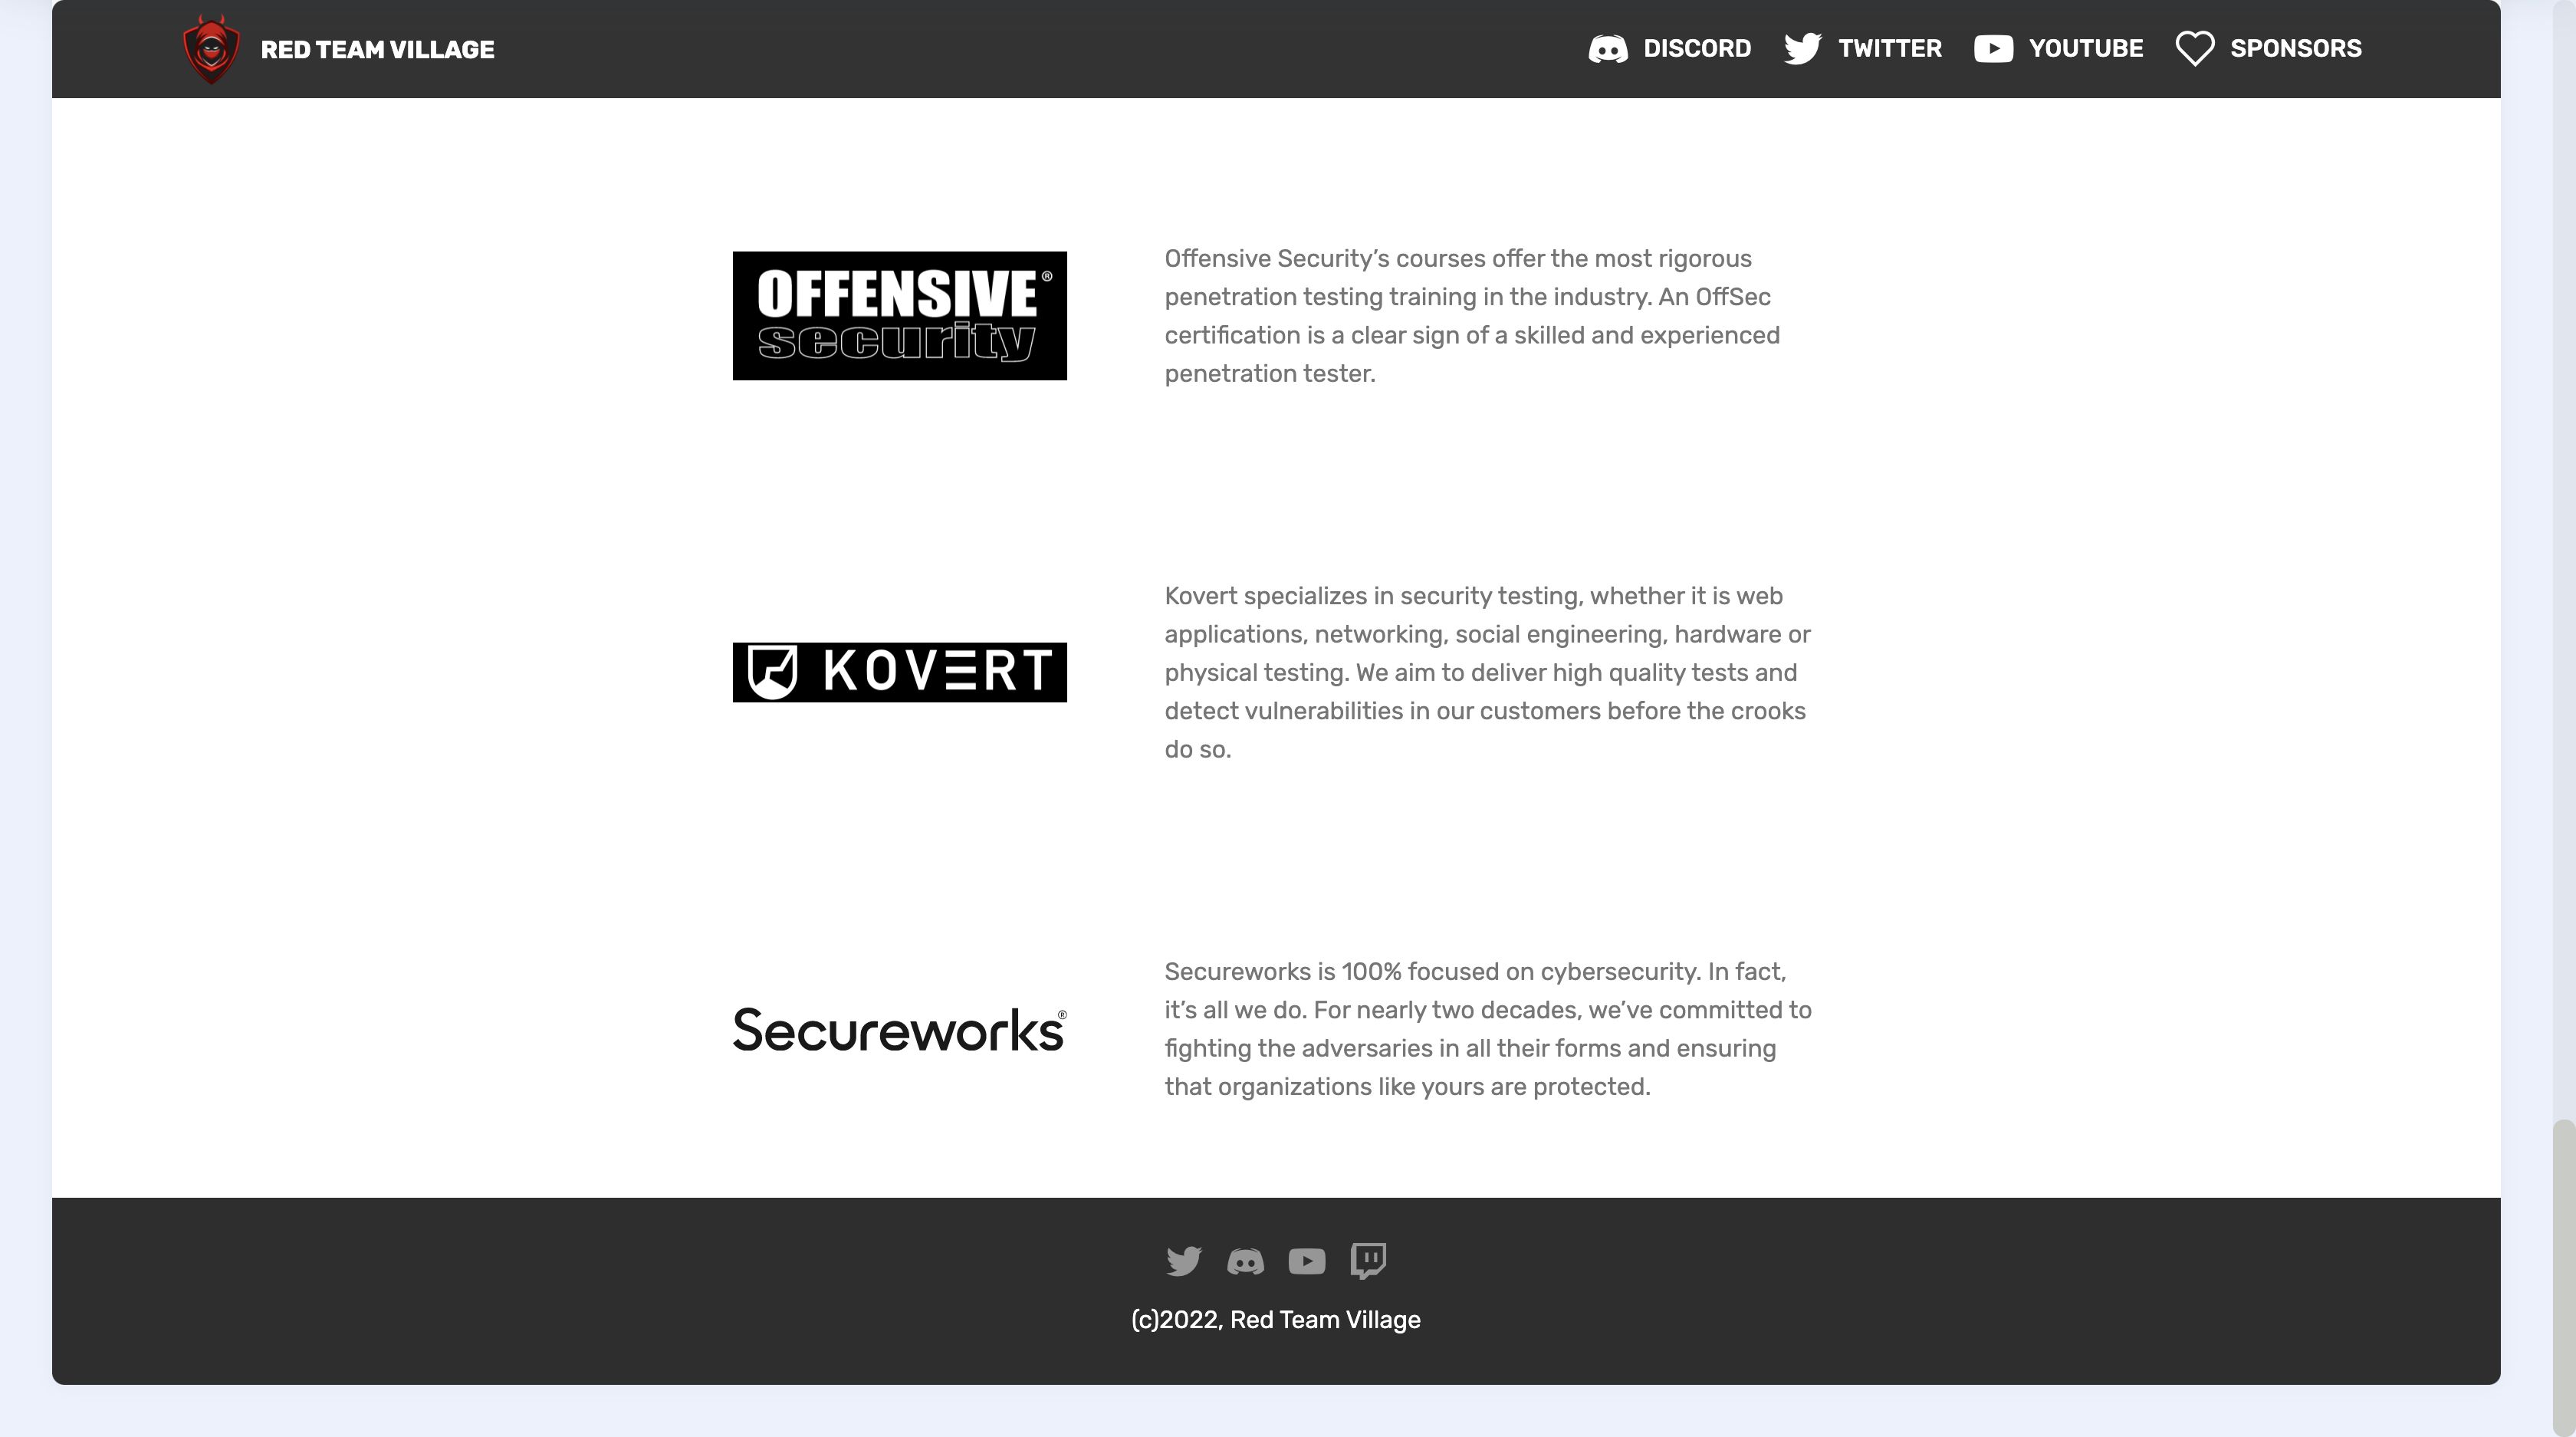 RED TEAM VILLAGE
DISCORD TWITTER YOUTUBE SPONSORS
OFFENSIVE®
security
Offensive Security’s courses offer the most rigorous
penetration testing training in the industry. An OffSec
certification is a clear sign of a skilled and experienced
penetration tester.
KOVERT
Kovert specializes in security testing, whether it is web
applications, networking, social engineering, hardware or
physical testing. We aim to deliver high quality tests and
detect vulnerabilities in our customers before the crooks
do so.
Secureworks®
Secureworks is 100% focused on cybersecurity. In fact,
it’s all we do. For nearly two decades, we’ve committed to
fighting the adversaries in all their forms and ensuring
that organizations like yours are protected.
(c)2022, Red Team Village